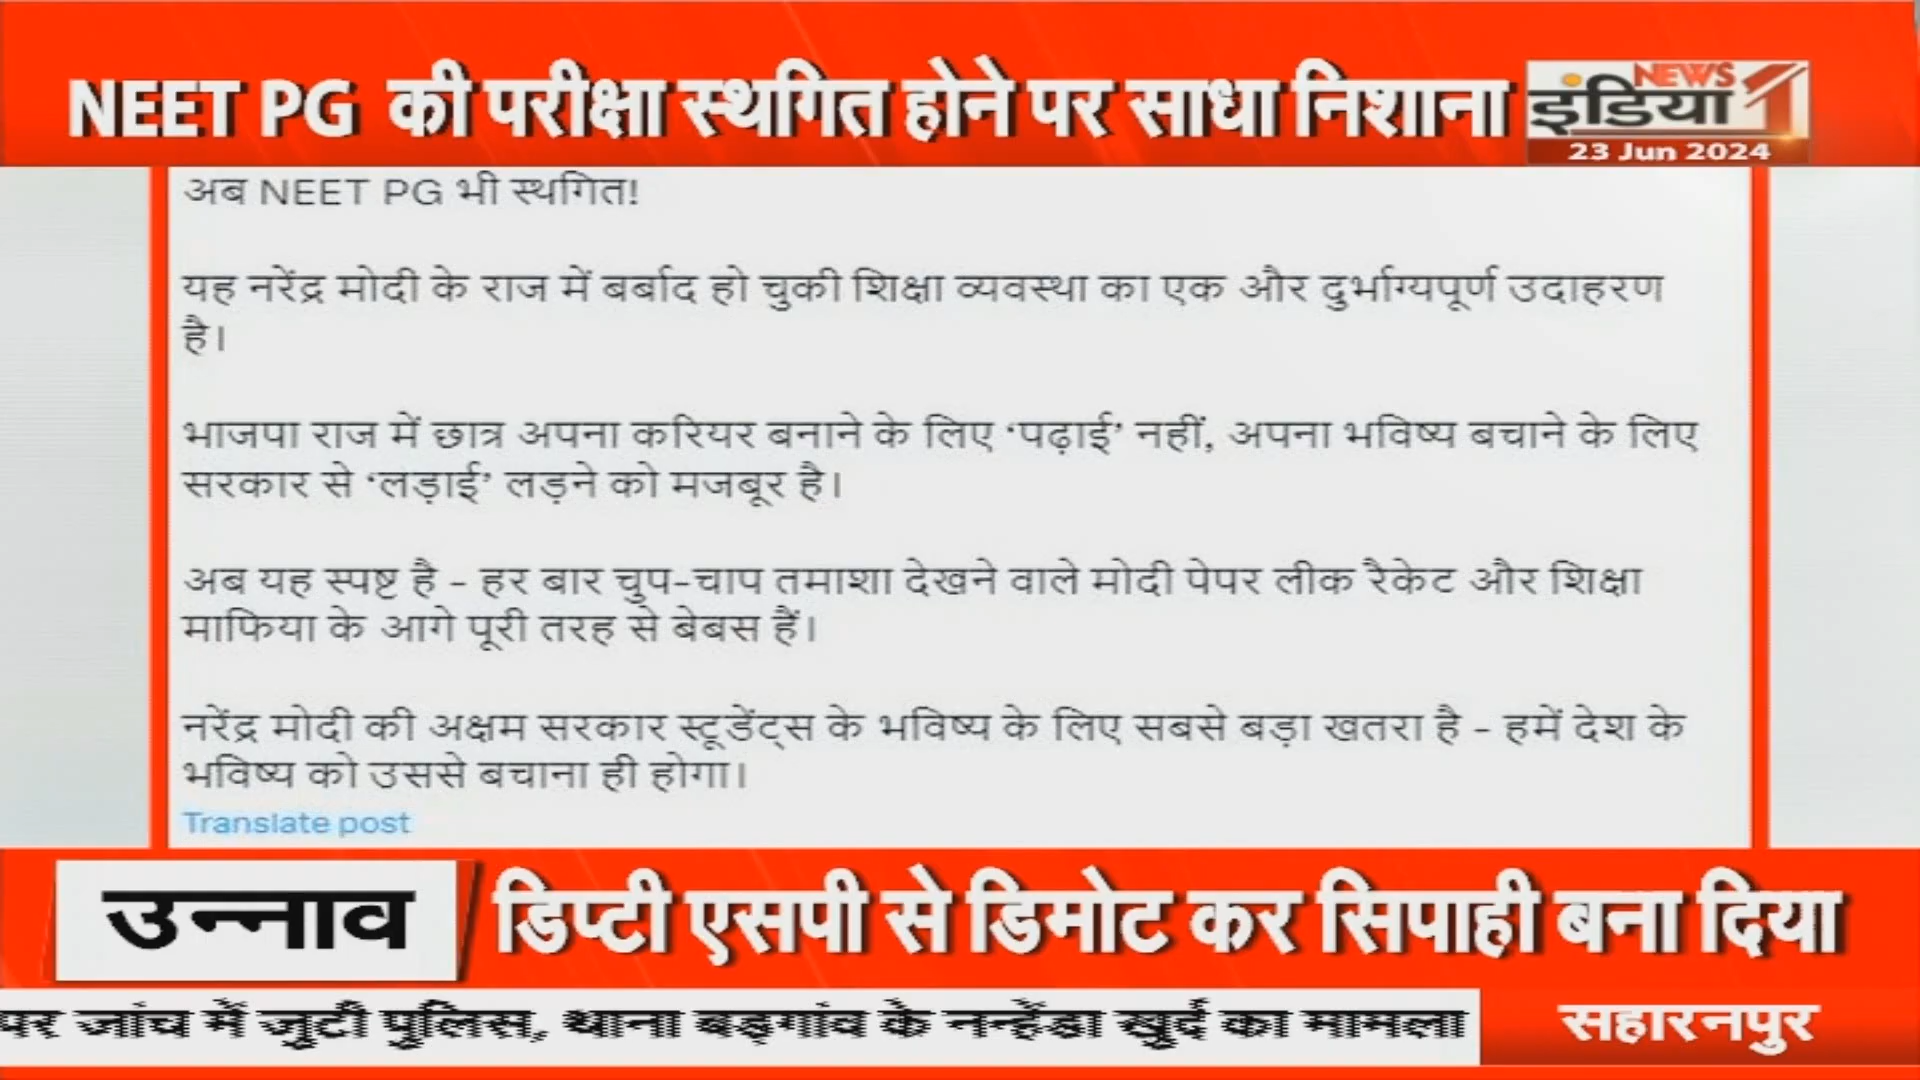 NEET PG की परीक्षा स्थगित होने पर साधा निशाना
NEWS
इंडिया 1
23 Jun 2024
अब NEET PG भी स्थगित!
यह नरेंद्र मोदी के राज में बर्बाद हो चुकी शिक्षा व्यवस्था का एक और दुर्भाग्यपूर्ण उदाहरण
है।
भाजपा राज में छात्र अपना करियर बनाने के लिए ‘पढ़ाई’ नहीं, अपना भविष्य बचाने के लिए
सरकार से ‘लड़ाई’ लड़ने को मजबूर है।
अब यह स्पष्ट है - हर बार चुप-चाप तमाशा देखने वाले मोदी पेपर लीक रैकेट और शिक्षा
माफिया के आगे पूरी तरह से बेबस हैं।
नरेंद्र मोदी की अक्षम सरकार स्टूडेंट्स के भविष्य के लिए सबसे बड़ा खतरा है - हमें देश के
भविष्य को उससे बचाना ही होगा।
Translate post
उन्नाव
डिप्टी एसपी से डिमोट कर सिपाही बना दिया
पर जांच में जुटी पुलिस, थाना बड़गांव के नन्हेडा खुर्द का मामला
सहारनपुर